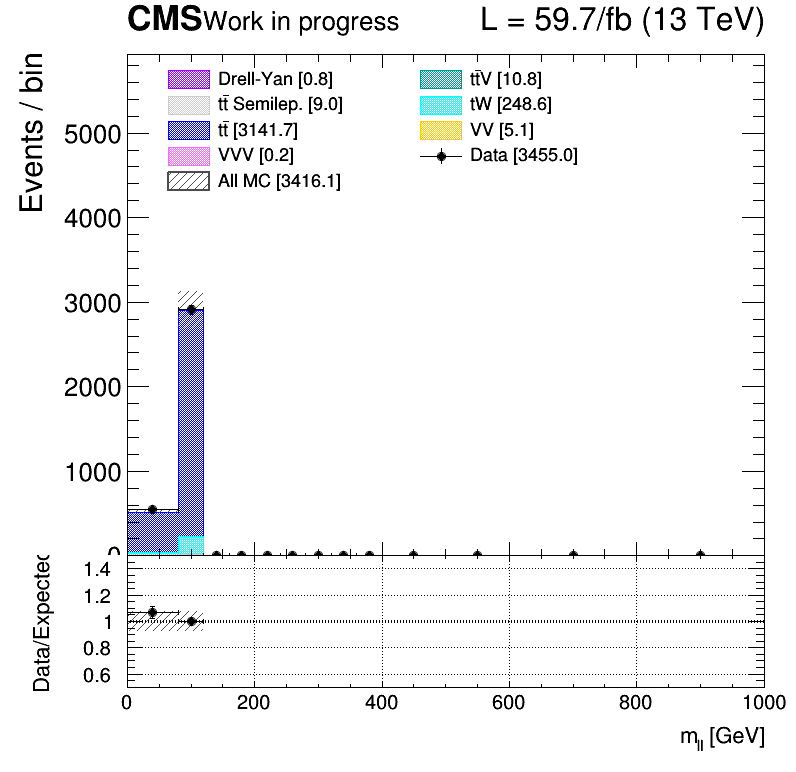 CMS Work in progress L = 59.7/fb (13 TeV)
Events / bin
Drell-Yan [0.8]
tt̄ Semilep. [9.0]
tt̄ [3141.7]
VVV [0.2]
All MC [3416.1]
tt̄V [10.8]
tW [248.6]
VV [5.1]
Data [3455.0]
5000
4000
3000
2000
1000
0
Data/Expected
1.4
1.2
1
0.8
0.6
0 200 400 600 800 1000
m_ll [GeV]